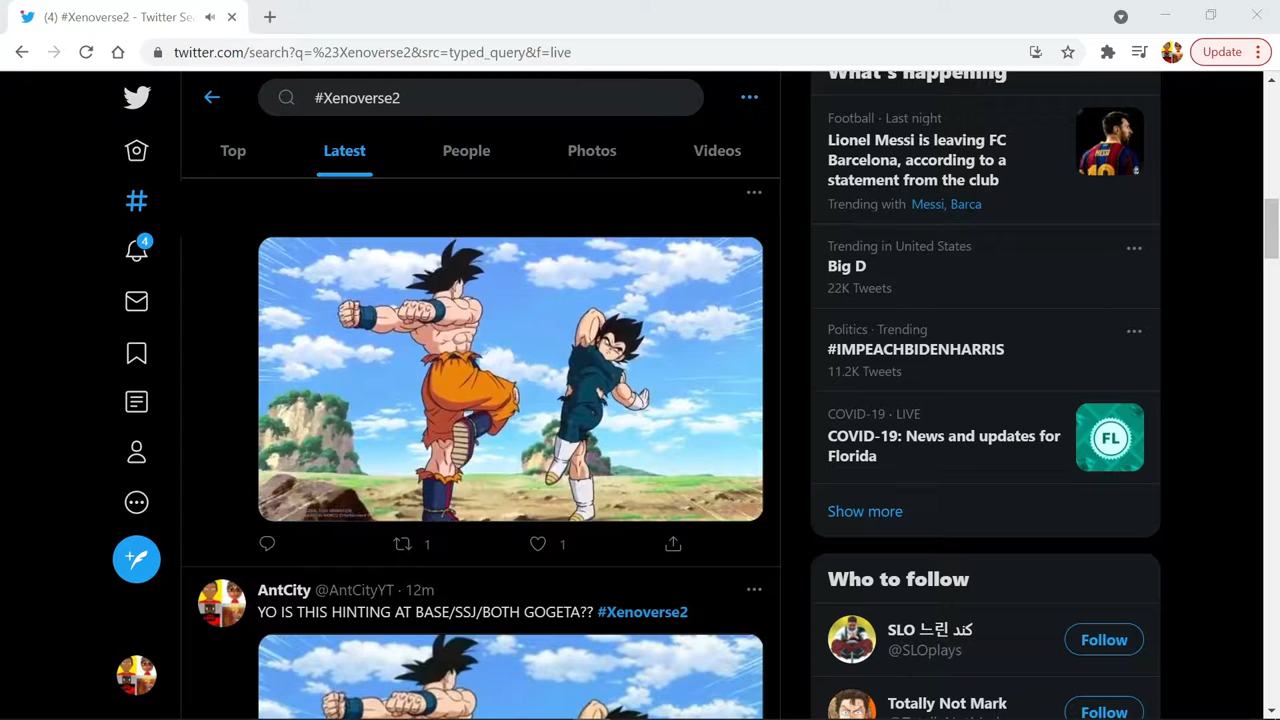 (4) #Xenoverse2 - Twitter Se
twitter.com/search?q=%23Xenoverse2&src=typed_query&f=live
Update
#Xenoverse2
Top
Latest
People
Photos
Videos
1
1
AntCity @AntCityYT · 12m
YO IS THIS HINTING AT BASE/SSJ/BOTH GOGETA?? #Xenoverse2
4
What's happening
Football · Last night
Lionel Messi is leaving FC
Barcelona, according to a
statement from the club
Trending with Messi, Barca
Trending in United States
Big D
22K Tweets
Politics · Trending
#IMPEACHBIDENHARRIS
11.2K Tweets
COVID-19 · LIVE
COVID-19: News and updates for
Florida
FL
Show more
Who to follow
SLO 느린 کند
@SLOplays
Follow
Totally Not Mark
Follow